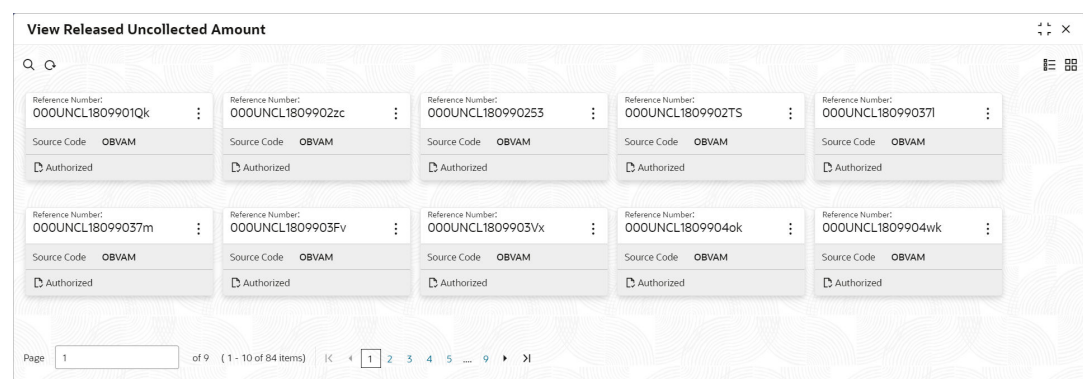 View Released Uncollected Amount
Reference Number: Reference Number: Reference Number: Reference Number: Reference Number:
000UNCL1809901Qk 000UNCL1809902zc 000UNCL180990253 000UNCL1809902TS 000UNCL18099037l
Source Code OBVAM Source Code OBVAM Source Code OBVAM Source Code OBVAM Source Code OBVAM
Authorized Authorized Authorized Authorized Authorized
Reference Number: Reference Number: Reference Number: Reference Number: Reference Number:
000UNCL18099037m 000UNCL1809903Fv 000UNCL1809903Vx 000UNCL1809904ok 000UNCL1809904wk
Source Code OBVAM Source Code OBVAM Source Code OBVAM Source Code OBVAM Source Code OBVAM
Authorized Authorized Authorized Authorized Authorized
Page 1 of 9 ( 1 - 10 of 84 items) 1 2 3 4 5 .... 9